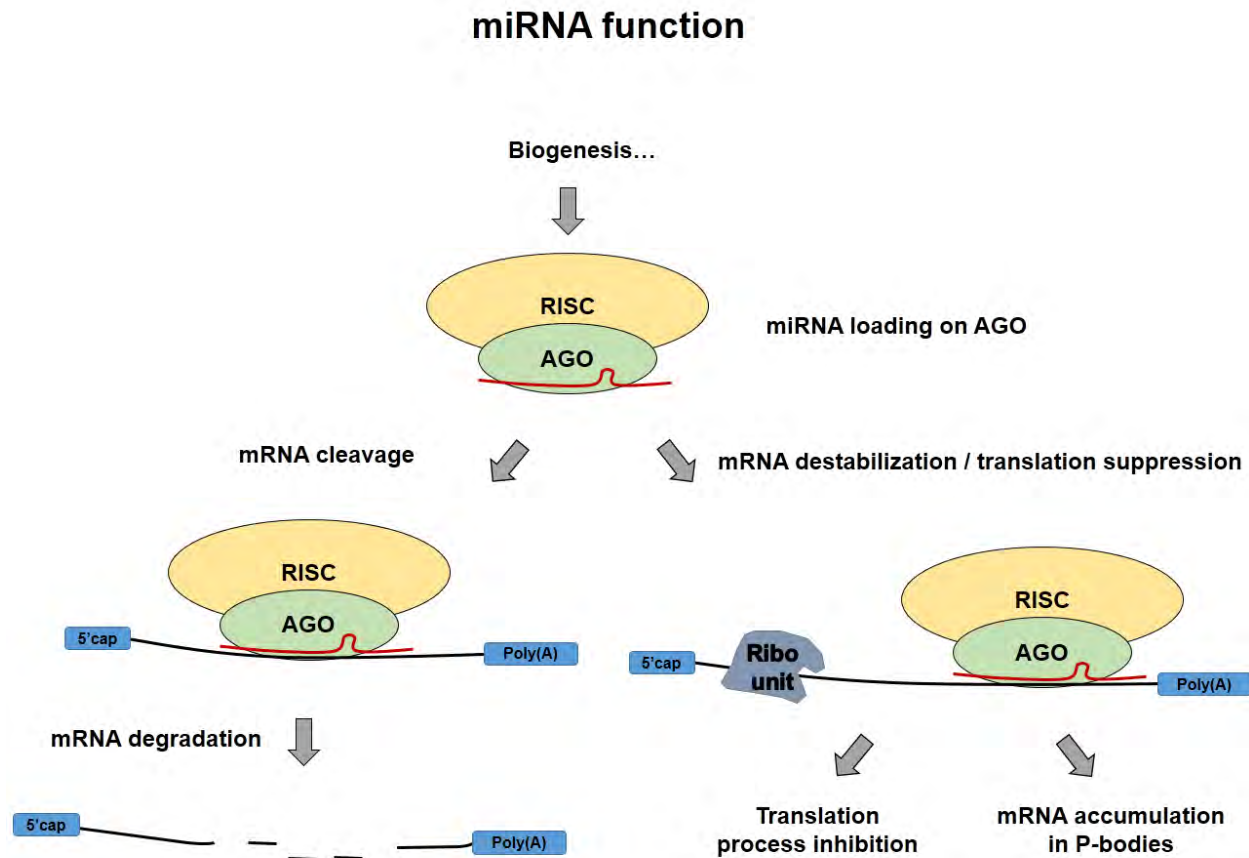 miRNA function
Biogenesis…
RISC
AGO
miRNA loading on AGO
mRNA cleavage
mRNA destabilization / translation suppression
RISC
AGO
5'cap
Poly(A)
RISC
AGO
5'cap
Ribo
unit
Poly(A)
mRNA degradation
5'cap
Poly(A)
Translation
process inhibition
mRNA accumulation
in P-bodies